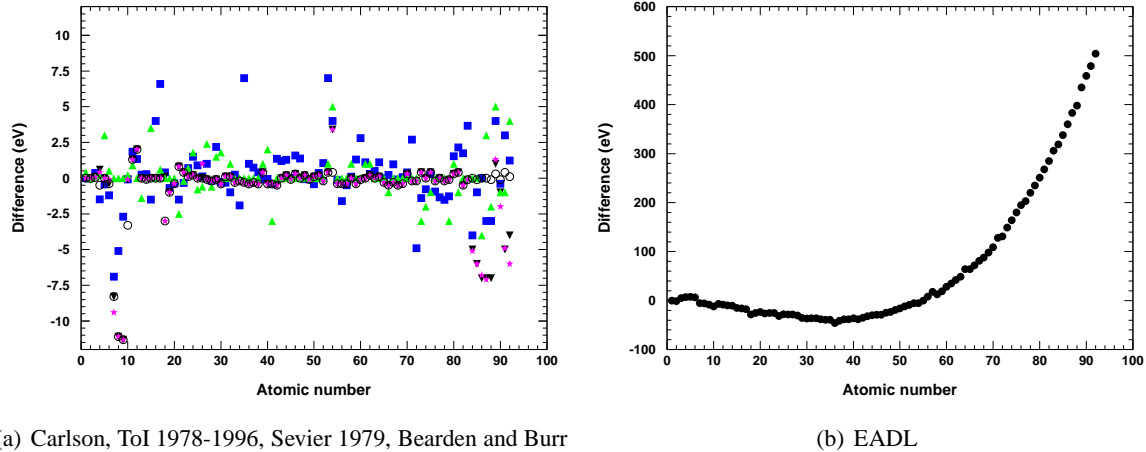 Difference (eV)
10
7.5
5
2.5
0
-2.5
-5
-7.5
-10
0 10 20 30 40 50 60 70 80 90 100
Atomic number
Difference (eV)
600
500
400
300
200
100
0
-100
0 10 20 30 40 50 60 70 80 90 100
Atomic number
a) Carlson, ToI 1978-1996, Sevier 1979, Bearden and Burr
(b) EADL